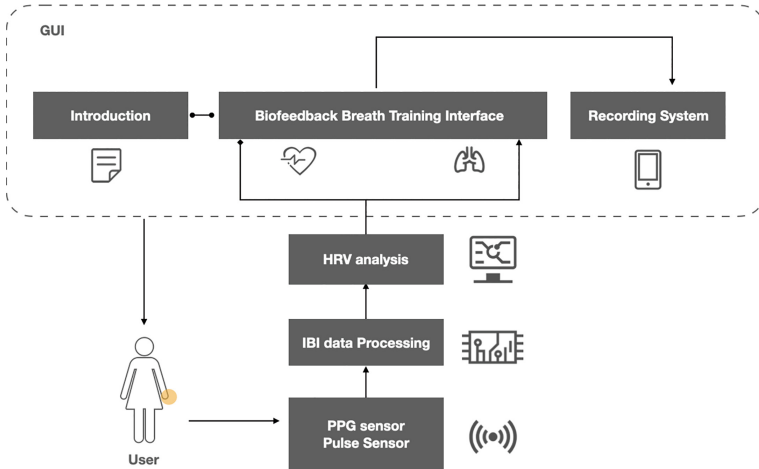 GUI
Introduction
Biofeedback Breath Training Interface
Recording System
HRV analysis
IBI data Processing
PPG sensor
Pulse Sensor
User